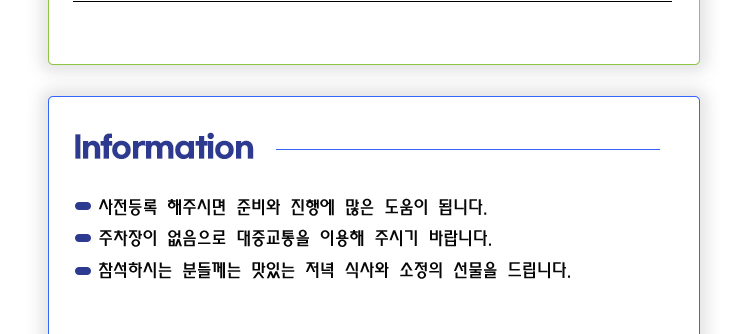 Information
사전등록 해주시면 준비와 진행에 많은 도움이 됩니다.
주차장이 없음으로 대중교통을 이용해 주시기 바랍니다.
참석하시는 분들께는 맛있는 저녁 식사와 소정의 선물을 드립니다.